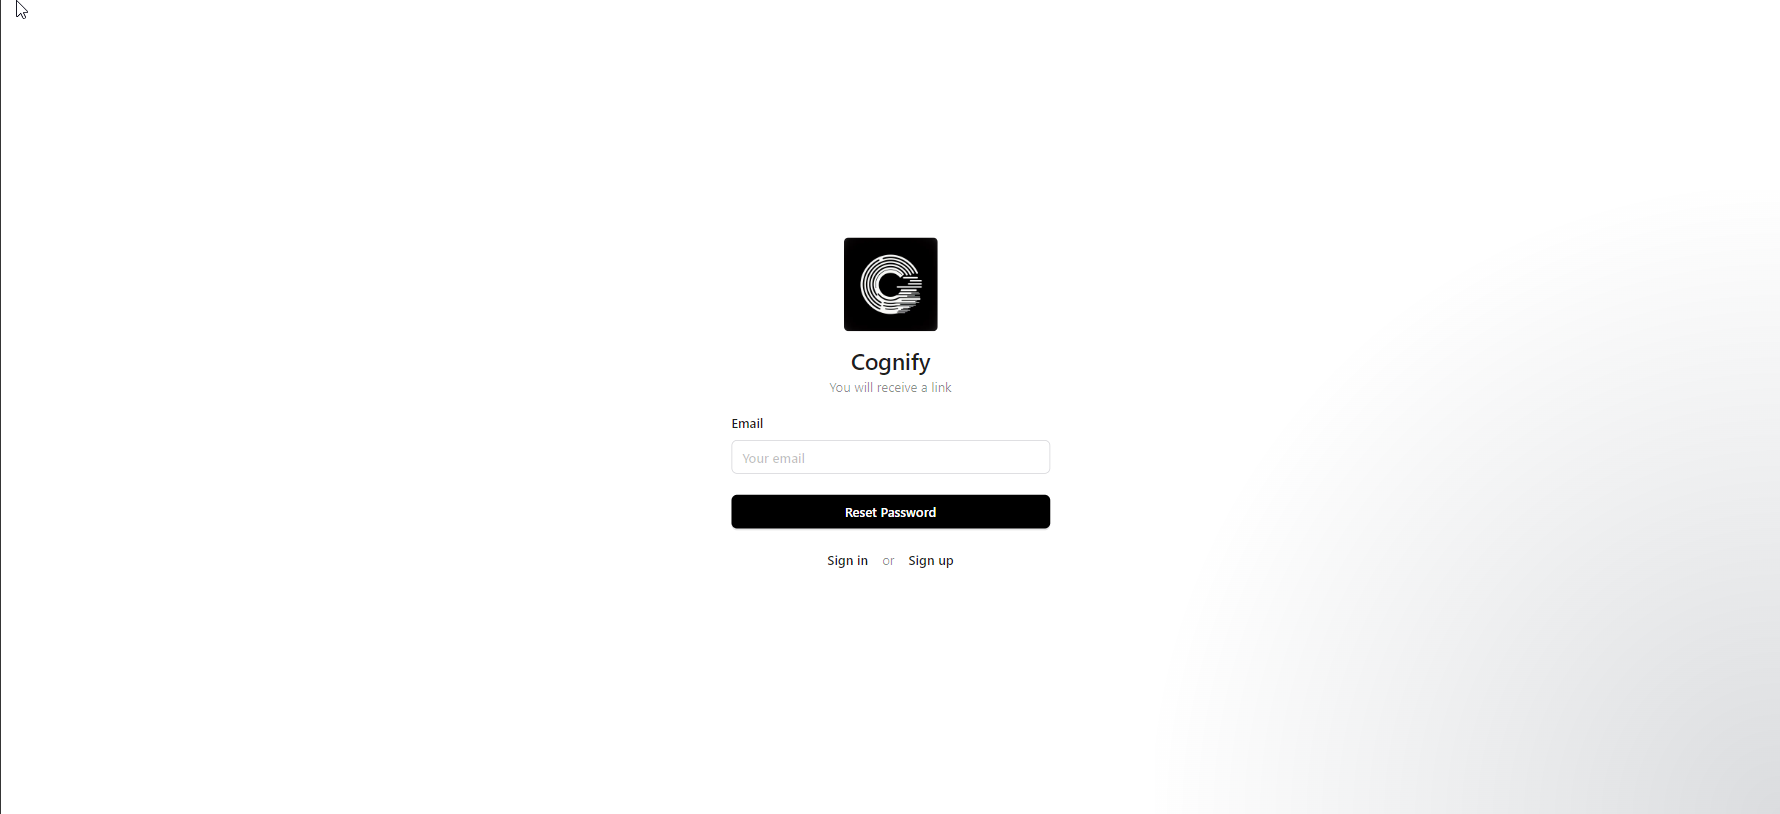 Cognify
You will receive a link
Email
Your email
Reset Password
Sign in or Sign up